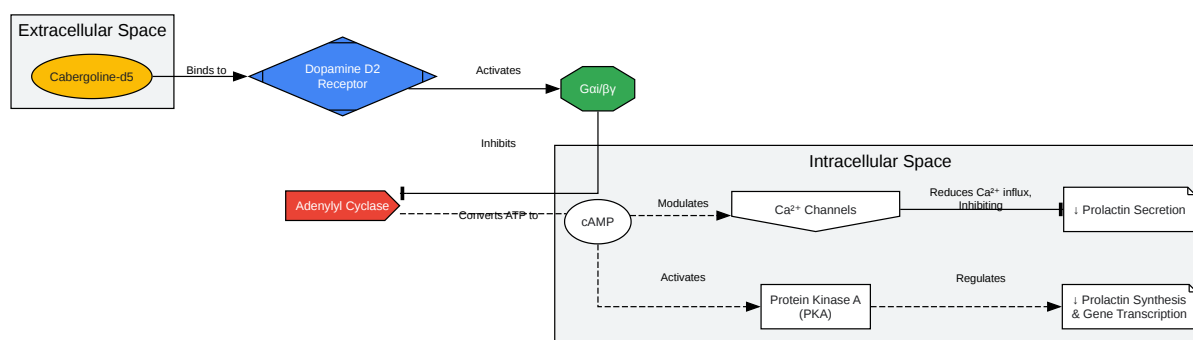 Extracellular Space
Cabergoline-d5
Binds to
Dopamine D2
Receptor
Activates
Gαi/βγ
Inhibits
Intracellular Space
Adenylyl Cyclase
Converts ATP to
cAMP
Modulates
Ca²⁺ Channels
Reduces Ca²⁺ influx,
Inhibiting
↓ Prolactin Secretion
Activates
Protein Kinase A
(PKA)
Regulates
↓ Prolactin Synthesis
& Gene Transcription